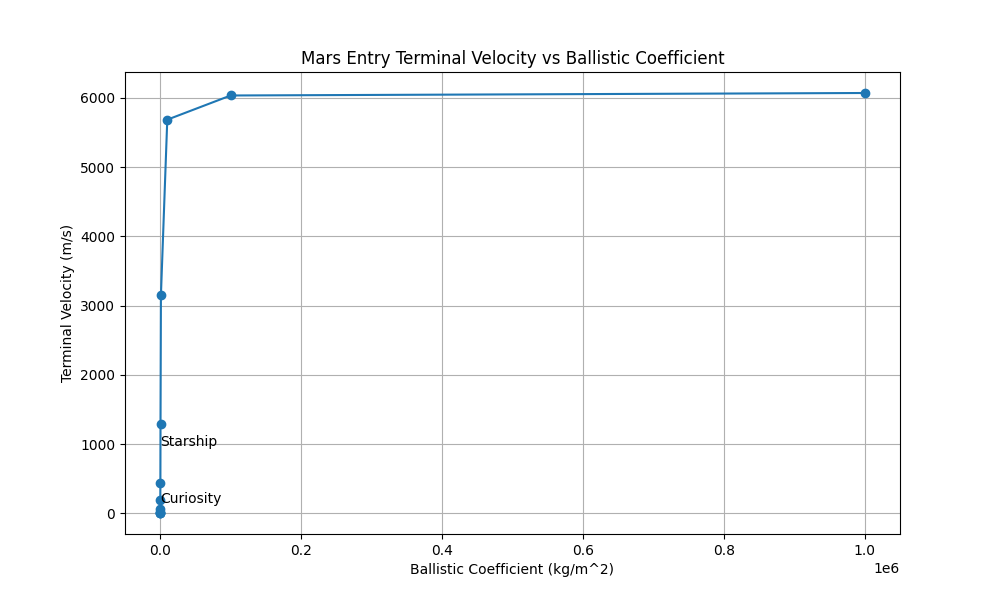 Mars Entry Terminal Velocity vs Ballistic Coefficient
Terminal Velocity (m/s)
6000
5000
4000
3000
2000
1000
0
Starship
Curiosity
0.0 0.2 0.4 0.6 0.8 1.0
1e6
Ballistic Coefficient (kg/m^2)